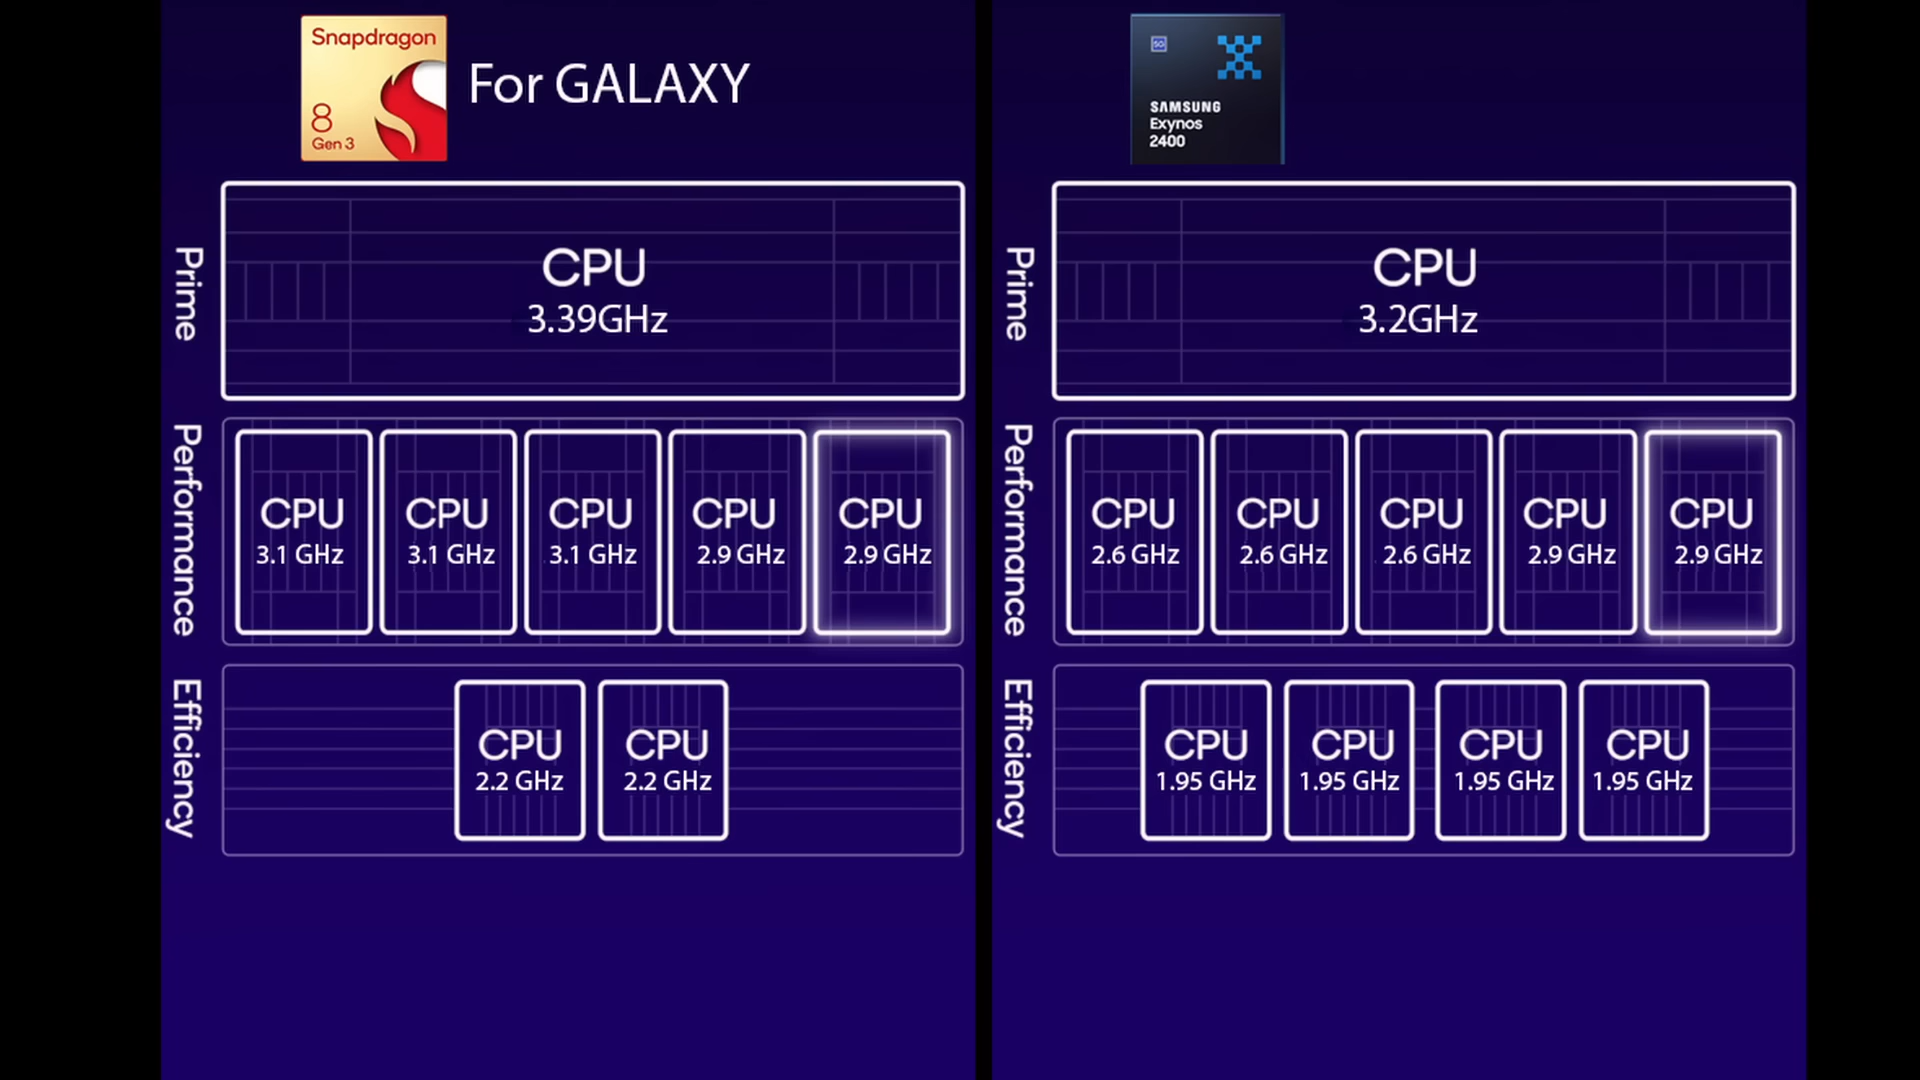 Snapdragon
8
Gen 3
For GALAXY
Prime
CPU
3.39GHz
Performance
CPU
3.1 GHz
CPU
3.1 GHz
CPU
3.1 GHz
CPU
2.9 GHz
CPU
2.9 GHz
Efficiency
CPU
2.2 GHz
CPU
2.2 GHz
5G
SAMSUNG
Exynos
2400
Prime
CPU
3.2GHz
Performance
CPU
2.6 GHz
CPU
2.6 GHz
CPU
2.6 GHz
CPU
2.9 GHz
CPU
2.9 GHz
Efficiency
CPU
1.95 GHz
CPU
1.95 GHz
CPU
1.95 GHz
CPU
1.95 GHz